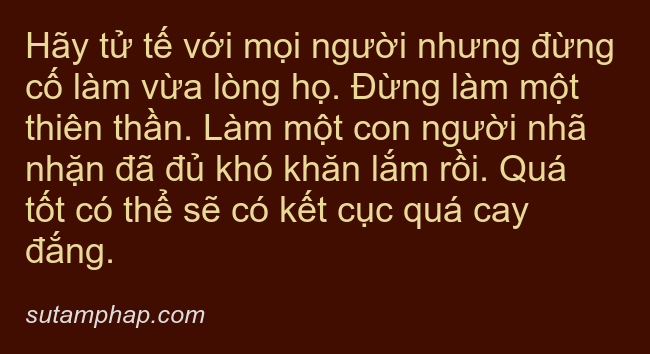 Hãy tử tế với mọi người nhưng đừng
cố làm vừa lòng họ. Đừng làm một
thiên thần. Làm một con người nhã
nhặn đã đủ khó khăn lắm rồi. Quá
tốt có thể sẽ có kết cục quá cay
đắng.
sutamphap.com